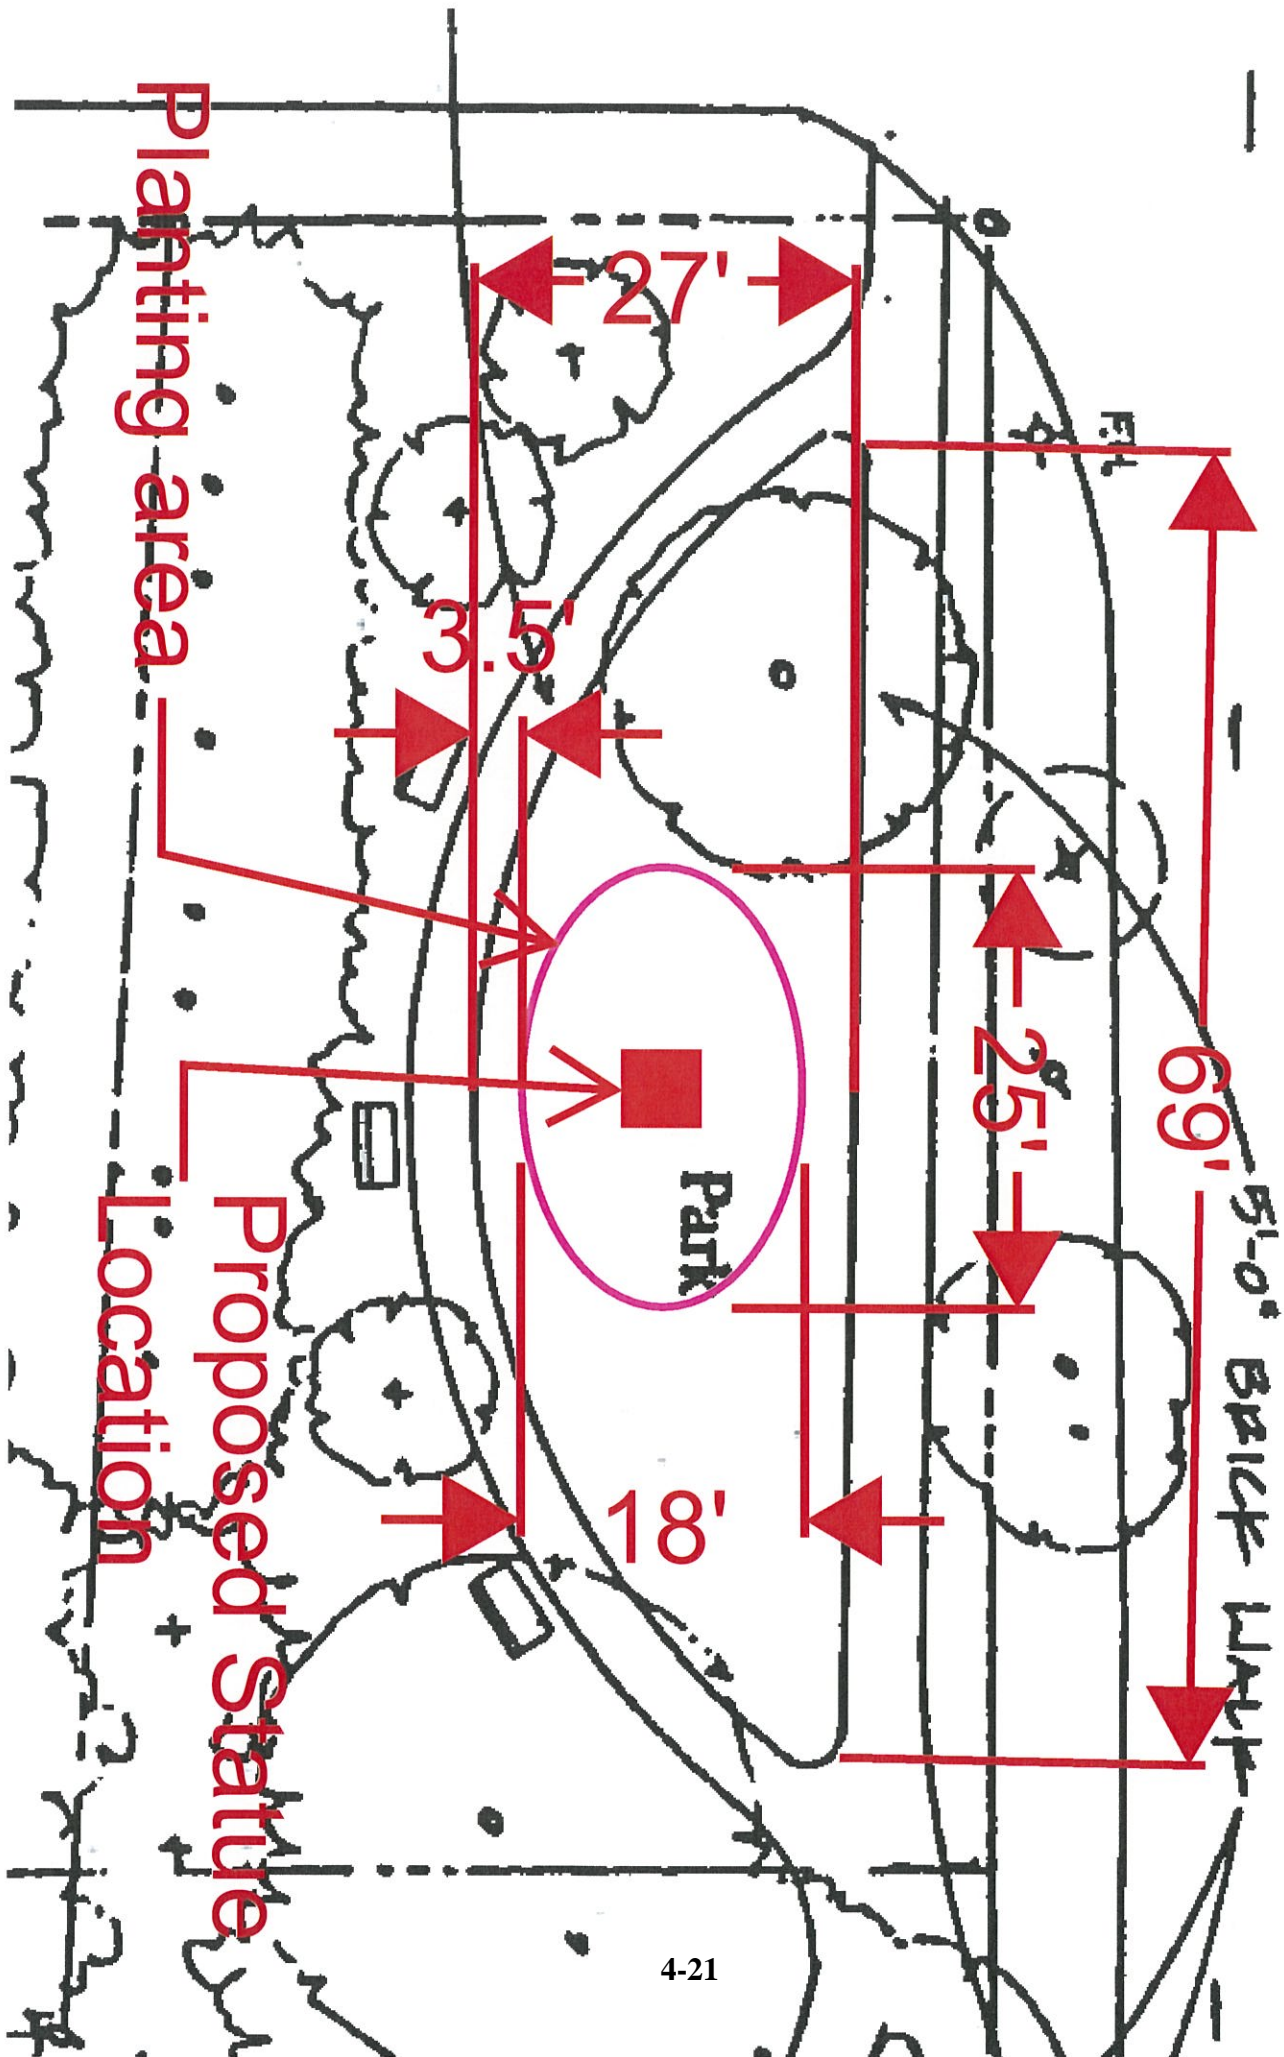 27'
F.H.
3.5'
Planting area
25'
69'
Park
Proposed Statue
Location
18'
5'-0" BRICK WALK
4-21